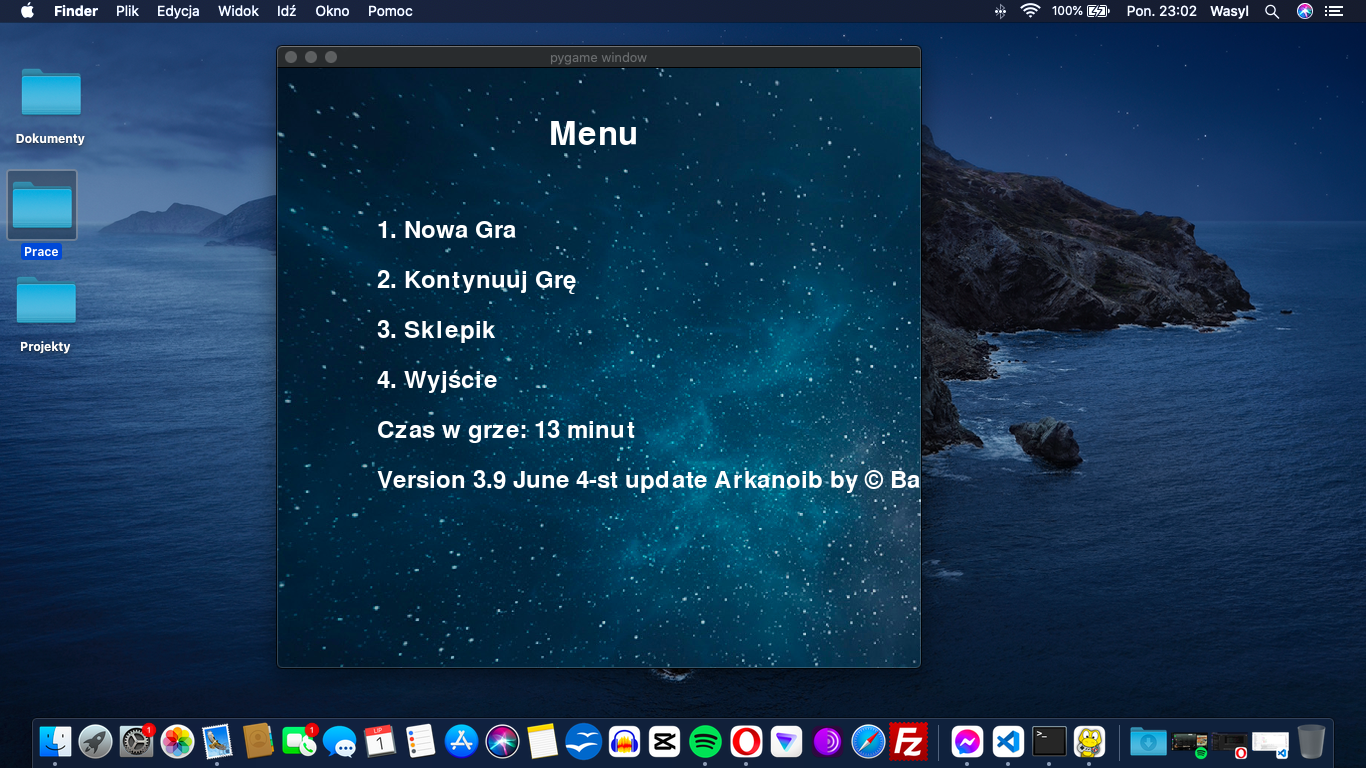 Finder Plik Edycja Widok Idź Okno Pomoc 100% Pon. 23:02 Wasyl
Dokumenty
Prace
Projekty
pygame window
Menu
1. Nowa Gra
2. Kontynuuj Grę
3. Sklepik
4. Wyjście
Czas w grze: 13 minut
Version 3.9 June 4-st update Arkanoib by © Ba
1
1
LIP
1
Fz
>_